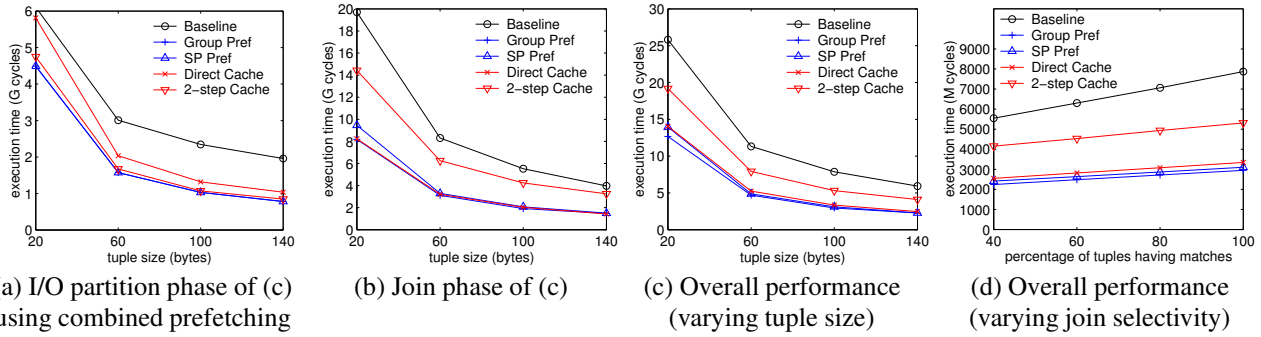 6
5
4
3
2
1
0
20
60
100
140
execution time (G cycles)
tuple size (bytes)
Baseline
Group Pref
SP Pref
Direct Cache
2-step Cache
20
18
16
14
12
10
8
6
4
2
0
20
60
100
140
execution time (G cycles)
tuple size (bytes)
Baseline
Group Pref
SP Pref
Direct Cache
2-step Cache
30
25
20
15
10
5
0
20
60
100
140
execution time (G cycles)
tuple size (bytes)
Baseline
Group Pref
SP Pref
Direct Cache
2-step Cache
9000
8000
7000
6000
5000
4000
3000
2000
1000
0
40
60
80
100
execution time (M cycles)
percentage of tuples having matches
Baseline
Group Pref
SP Pref
Direct Cache
2-step Cache
a) I/O partition phase of (c)
using combined prefetching
(b) Join phase of (c)
(c) Overall performance
(varying tuple size)
(d) Overall performance
(varying join selectivity)